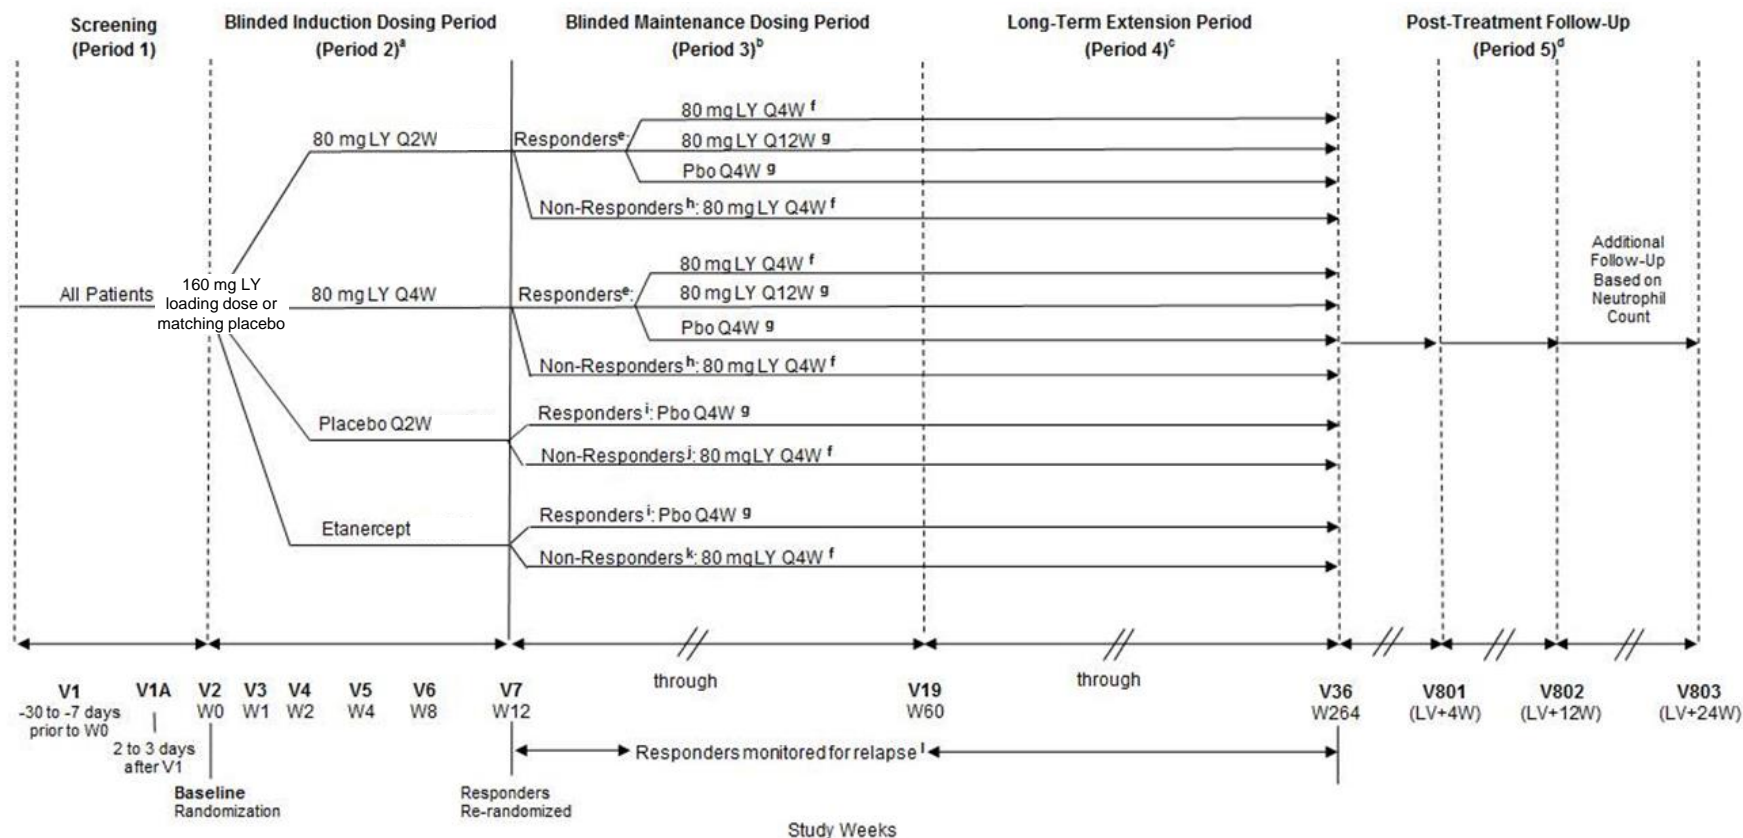 Screening
(Period 1)
Blinded Induction Dosing Period
(Period 2)a
Blinded Maintenance Dosing Period
(Period 3)b
Long-Term Extension Period
(Period 4)c
Post-Treatment Follow-Up
(Period 5)d
80 mg LY Q2W
Responderse:
80 mg LY Q4W f
80 mg LY Q12W g
Pbo Q4W g
Non-Respondersh: 80 mg LY Q4W f
All Patients
160 mg LY
loading dose or
matching placebo
80 mg LY Q4W
Responderse:
80 mg LY Q4W f
80 mg LY Q12W g
Pbo Q4W g
Non-Respondersh: 80 mg LY Q4W f
Additional
Follow-Up
Based on
Neutrophil
Count
Placebo Q2W
Respondersi: Pbo Q4W g
Non-Respondersj: 80 mg LY Q4W f
Etanercept
Respondersi: Pbo Q4W g
Non-Respondersk: 80 mg LY Q4W f
V1
-30 to -7 days
prior to W0
V1A
2 to 3 days
after V1
V2
W0
Baseline
Randomization
V3
W1
V4
W2
V5
W4
V6
W8
V7
W12
Responders
Re-randomized
through
V19
W60
through
V36
W264
V801
(LV+4W)
V802
(LV+12W)
V803
(LV+24W)
Responders monitored for relapse l
Study Weeks